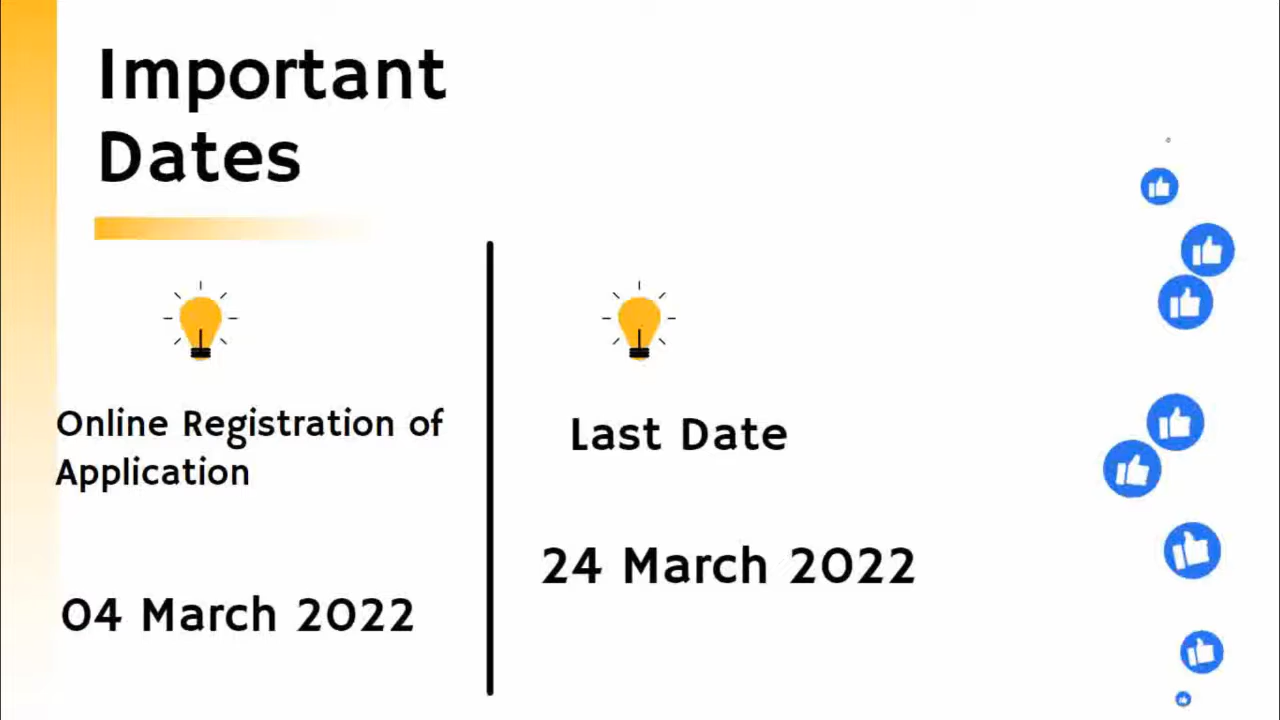 Important
Dates
Online Registration of
Application
04 March 2022
Last Date
24 March 2022